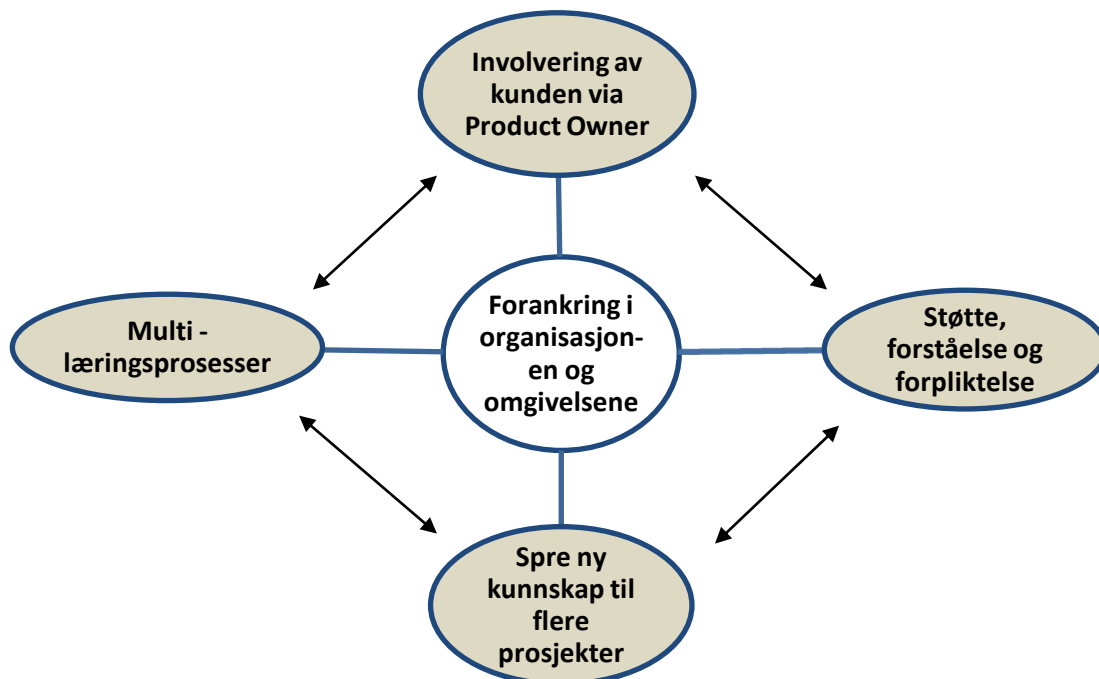 Involvering av
kunden via
Product Owner
Multi -
læringsprosesser
Forankring i
organisasjon-
en og
omgivelsene
Støtte,
forståelse og
forpliktelse
Spre ny
kunnskap til
flere
prosjekter